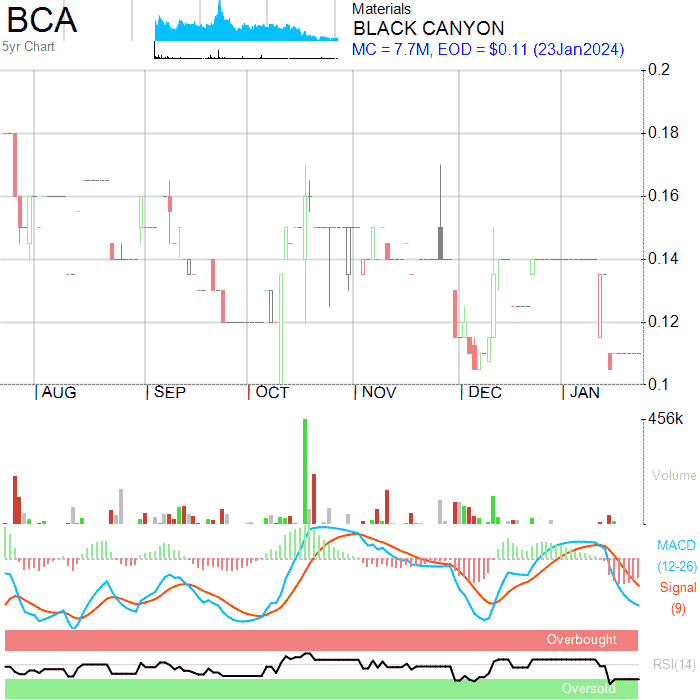 BCA
5yr Chart
Materials
BLACK CANYON
MC = 7.7M, EOD = $0.11 (23Jan2024)
0.2
0.18
0.16
0.14
0.12
0.1
AUG SEP OCT NOV DEC JAN
456k
Volume
MACD
(12-26)
Signal
(9)
Overbought
RSI(14)
Oversold